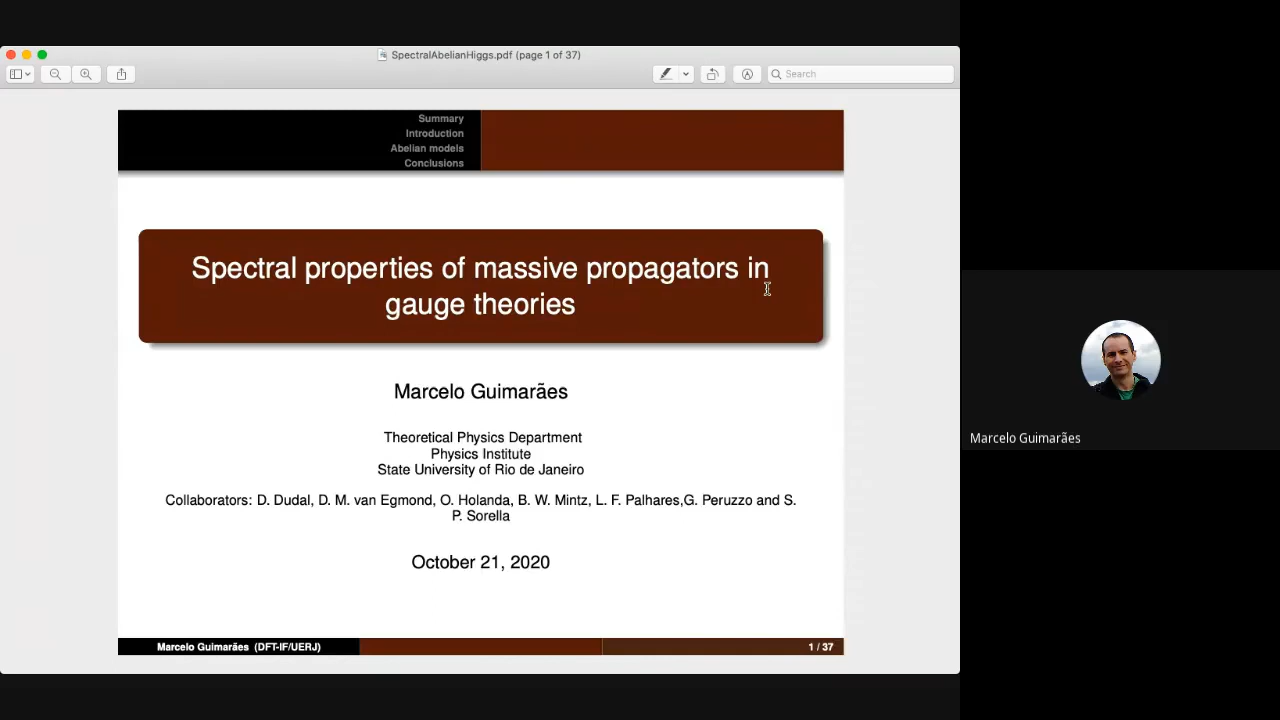 SpectralAbelianHiggs.pdf (page 1 of 37)
Search
Summary
Introduction
Abelian models
Conclusions
Spectral properties of massive propagators in
gauge theories
Marcelo Guimarães
Theoretical Physics Department
Physics Institute
State University of Rio de Janeiro
Collaborators: D. Dudal, D. M. van Egmond, O. Holanda, B. W. Mintz, L. F. Palhares,G. Peruzzo and S.
P. Sorella
October 21, 2020
Marcelo Guimarães (DFT-IF/UERJ)
1 / 37
Marcelo Guimarães